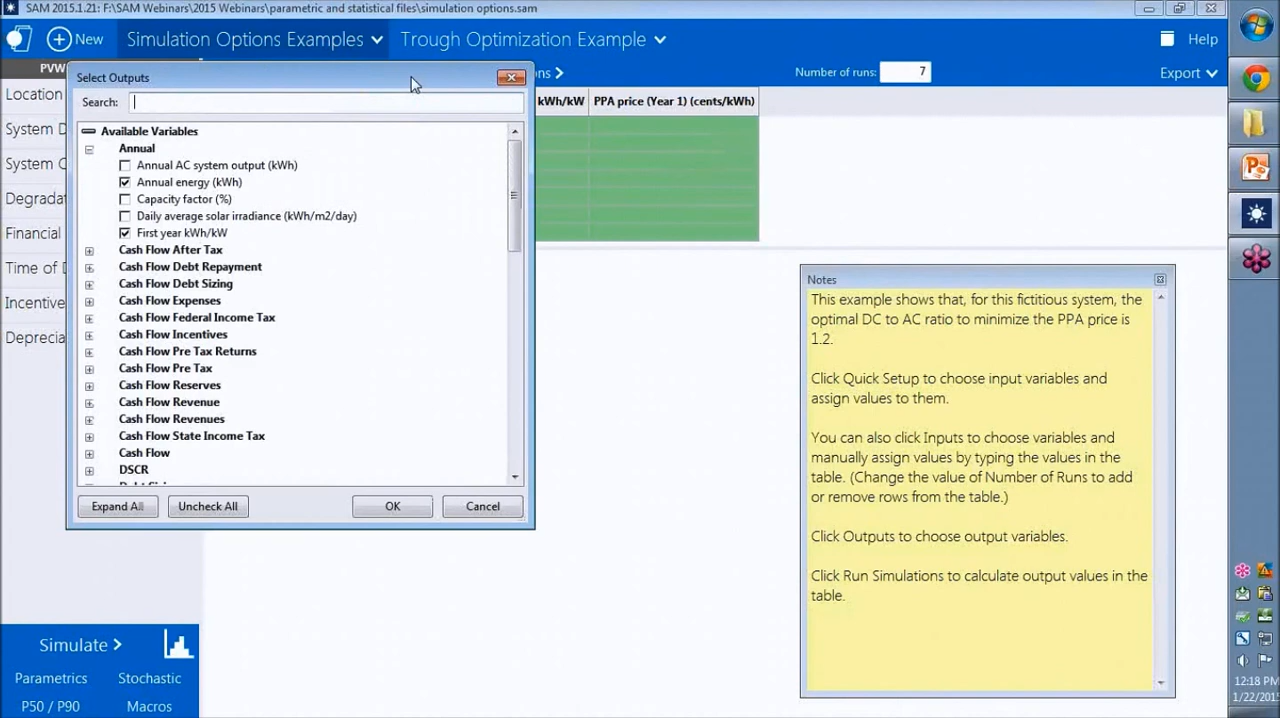 SAM 2015.1.21: F:\SAM Webinars\2015 Webinars\parametric and statistical files\simulation options.sam
New
Simulation Options Examples
Trough Optimization Example
Help
Number of runs: 7
Export
Select Outputs
Search:
kWh/kW
PPA price (Year 1) (cents/kWh)
Available Variables
Annual
Annual AC system output (kWh)
Annual energy (kWh)
Capacity factor (%)
Daily average solar irradiance (kWh/m2/day)
First year kWh/kW
Cash Flow After Tax
Cash Flow Debt Repayment
Cash Flow Debt Sizing
Cash Flow Expenses
Cash Flow Federal Income Tax
Cash Flow Incentives
Cash Flow Pre Tax Returns
Cash Flow Pre Tax
Cash Flow Reserves
Cash Flow Revenue
Cash Flow Revenues
Cash Flow State Income Tax
Cash Flow
DSCR
Expand All
Uncheck All
OK
Cancel
PVW
Location
System D
System C
Degrada
Financial
Time of D
Incentive
Deprecia
Simulate
Parametrics
Stochastic
P50 / P90
Macros
Notes
This example shows that, for this fictitious system, the
optimal DC to AC ratio to minimize the PPA price is
1.2.
Click Quick Setup to choose input variables and
assign values to them.
You can also click Inputs to choose variables and
manually assign values by typing the values in the
table. (Change the value of Number of Runs to add
or remove rows from the table.)
Click Outputs to choose output variables.
Click Run Simulations to calculate output values in the
table.
12:18 PM
1/22/201